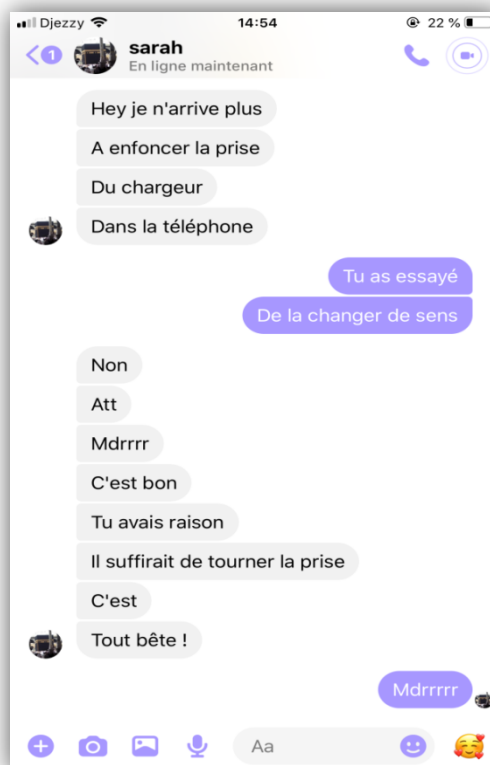 Djezzy 14:54 22 %
1 sarah
En ligne maintenant
Hey je n'arrive plus
A enfoncer la prise
Du chargeur
Dans la téléphone
Tu as essayé
De la changer de sens
Non
Att
Mdrrrr
C'est bon
Tu avais raison
Il suffirait de tourner la prise
C'est
Tout bête !
Mdrrrrr
Aa